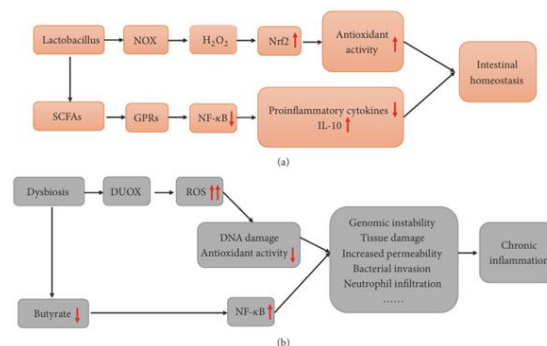 Lactobacillus
NOX
H₂O₂
Nrf2
Antioxidant
activity
Intestinal
homeostasis
SCFAs
GPRs
NF-κB
Proinflammatory cytokines
IL-10
(a)
Dysbiosis
DUOX
ROS
DNA damage
Antioxidant activity
Genomic instability
Tissue damage
Increased permeability
Bacterial invasion
Neutrophil infiltration
......
Chronic
inflammation
Butyrate
NF-κB
(b)